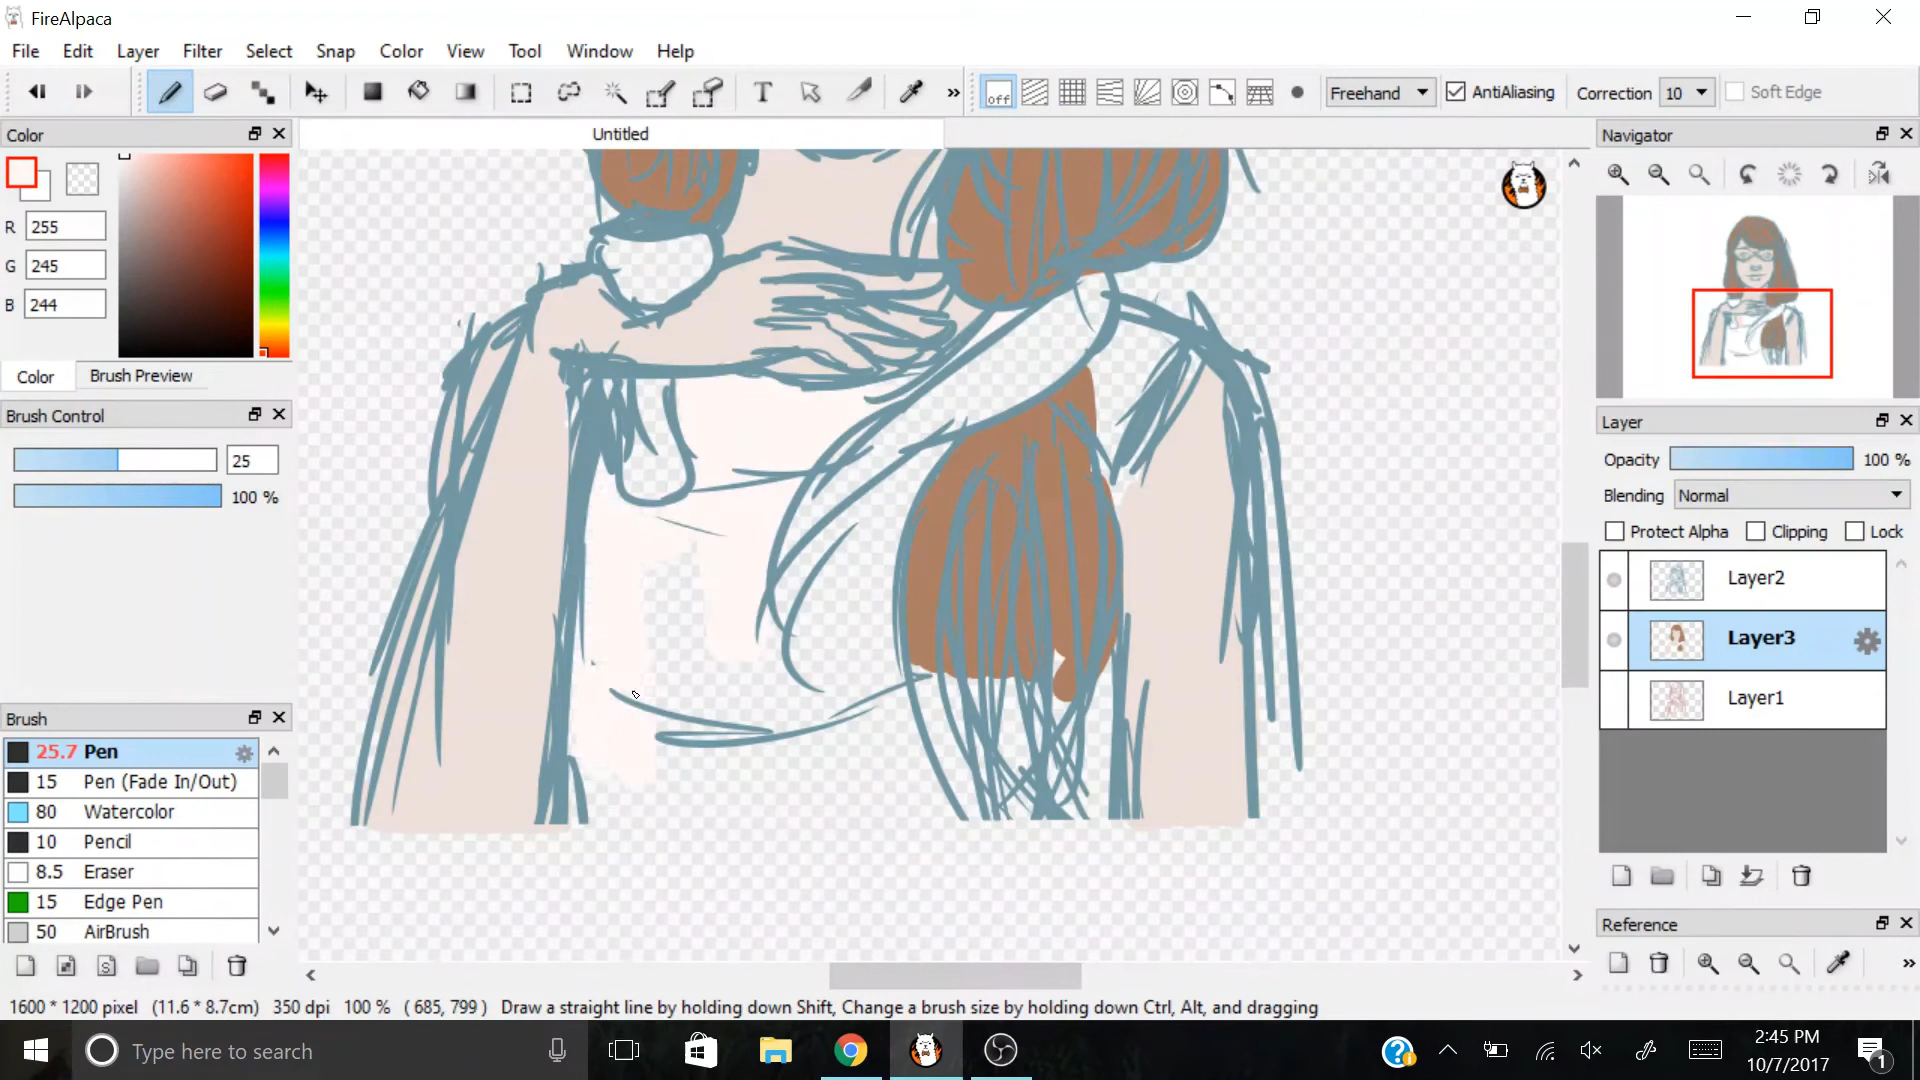 FireAlpaca
File Edit Layer Filter Select Snap Color View Tool Window Help
T off Freehand AntiAliasing Correction 10 Soft Edge
Color
Untitled
Navigator
R 255
G 245
B 244
Color Brush Preview
Brush Control
25
100 %
Layer
Opacity 100 %
Blending Normal
Protect Alpha Clipping Lock
Layer2
Layer3
Layer1
Brush
25.7 Pen
15 Pen (Fade In/Out)
80 Watercolor
10 Pencil
8.5 Eraser
15 Edge Pen
50 AirBrush
Reference
1600 * 1200 pixel (11.6 * 8.7cm) 350 dpi 100 % ( 685, 799 ) Draw a straight line by holding down Shift, Change a brush size by holding down Ctrl, Alt, and dragging
Type here to search
2:45 PM
10/7/2017
1